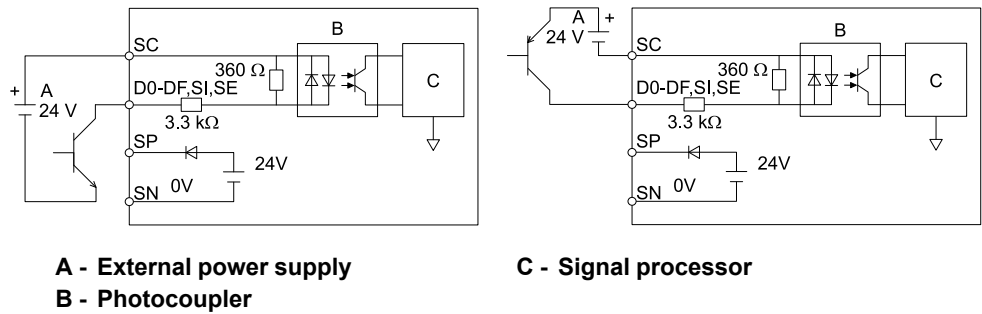 B
SC
360 Ω
C
+ A
24 V
D0-DF,SI,SE
3.3 kΩ
SP
24V
0V
SN
A +
24 V
B
SC
360 Ω
C
D0-DF,SI,SE
3.3 kΩ
SP
24V
0V
SN
A - External power supply
B - Photocoupler
C - Signal processor